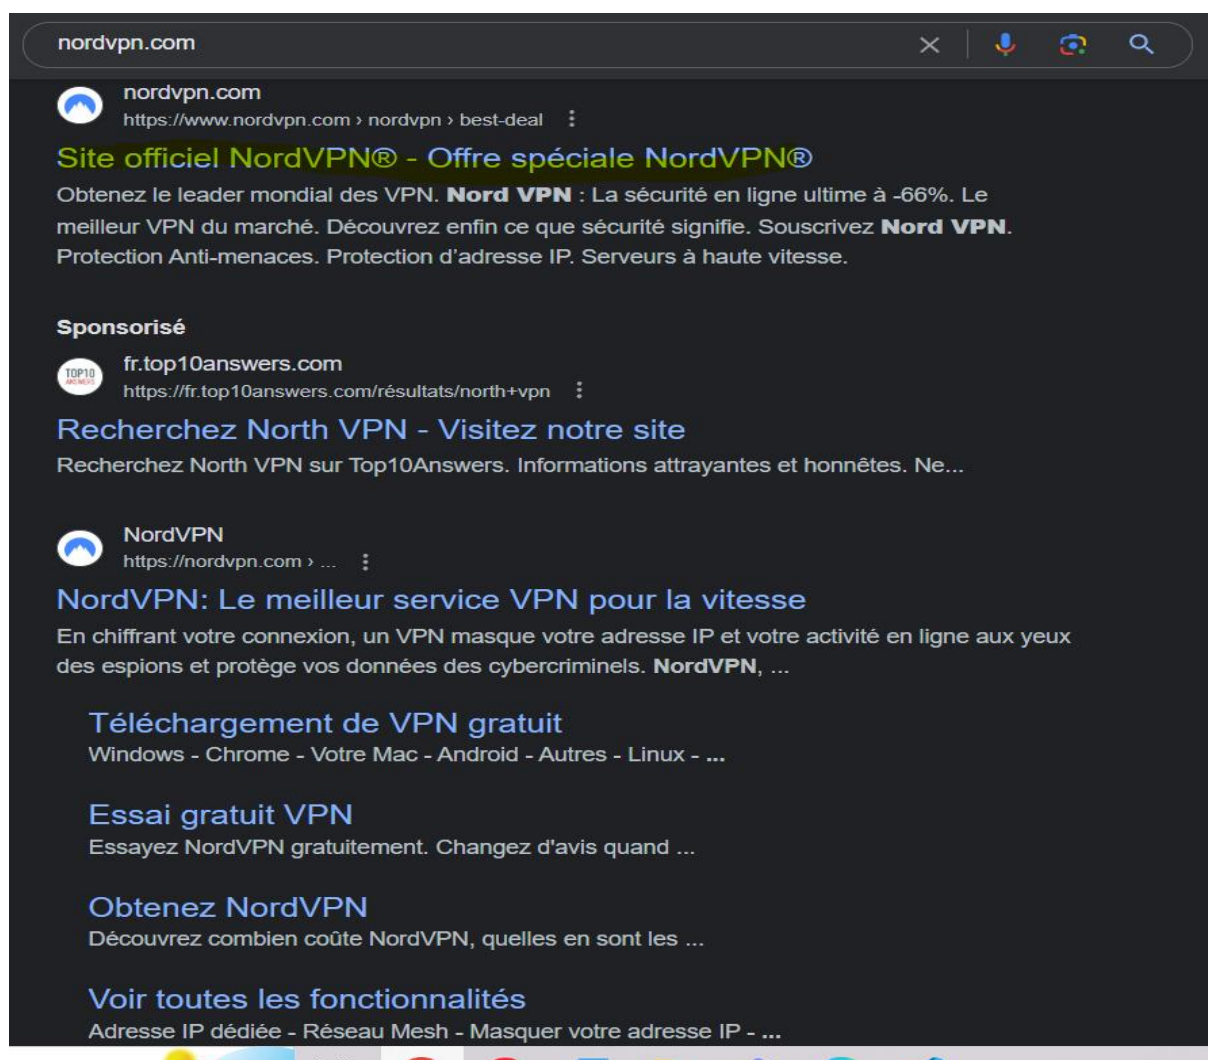 nordvpn.com
nordvpn.com
https://www.nordvpn.com › nordvpn › best-deal
Site officiel NordVPN® - Offre spéciale NordVPN®
Obtenez le leader mondial des VPN. Nord VPN : La sécurité en ligne ultime à -66%. Le
meilleur VPN du marché. Découvrez enfin ce que sécurité signifie. Souscrivez Nord VPN.
Protection Anti-menaces. Protection d'adresse IP. Serveurs à haute vitesse.
Sponsorisé
TOP10
ANSWERS
fr.top10answers.com
https://fr.top10answers.com/résultats/north+vpn
Recherchez North VPN - Visitez notre site
Recherchez North VPN sur Top10Answers. Informations attrayantes et honnêtes. Ne...
NordVPN
https://nordvpn.com › ...
NordVPN: Le meilleur service VPN pour la vitesse
En chiffrant votre connexion, un VPN masque votre adresse IP et votre activité en ligne aux yeux
des espions et protège vos données des cybercriminels. NordVPN, ...
Téléchargement de VPN gratuit
Windows - Chrome - Votre Mac - Android - Autres - Linux - ...
Essai gratuit VPN
Essayez NordVPN gratuitement. Changez d'avis quand ...
Obtenez NordVPN
Découvrez combien coûte NordVPN, quelles en sont les ...
Voir toutes les fonctionnalités
Adresse IP dédiée - Réseau Mesh - Masquer votre adresse IP - ...